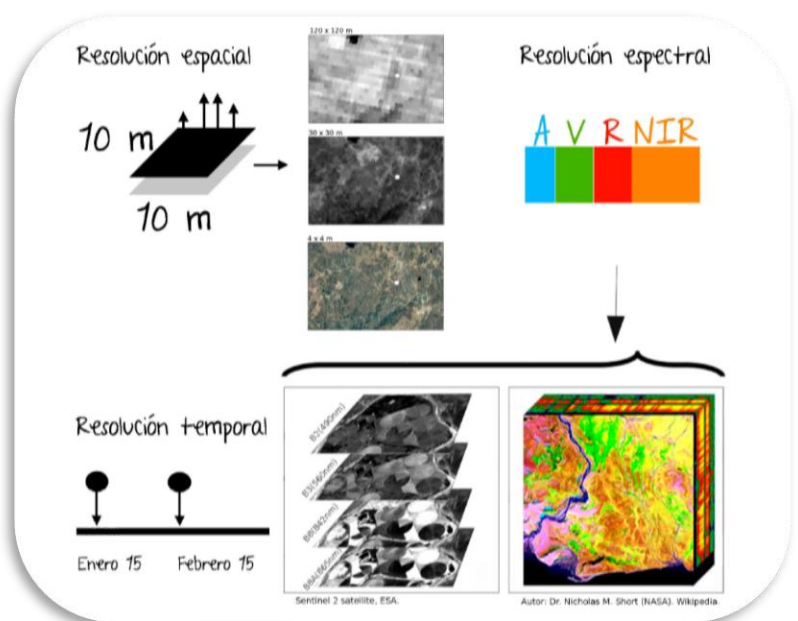 Resolución espacial
10 m
10 m
120 x 120 m
30 x 30 m
4 x 4 m
Resolución espectral
A V R NIR
Resolución temporal
Enero 15
Febrero 15
B2(490nm)
B3(560nm)
B8(842nm)
B8A(865nm)
Sentinel 2 satellite, ESA.
Autor: Dr. Nicholas M. Short (NASA). Wikipedia.